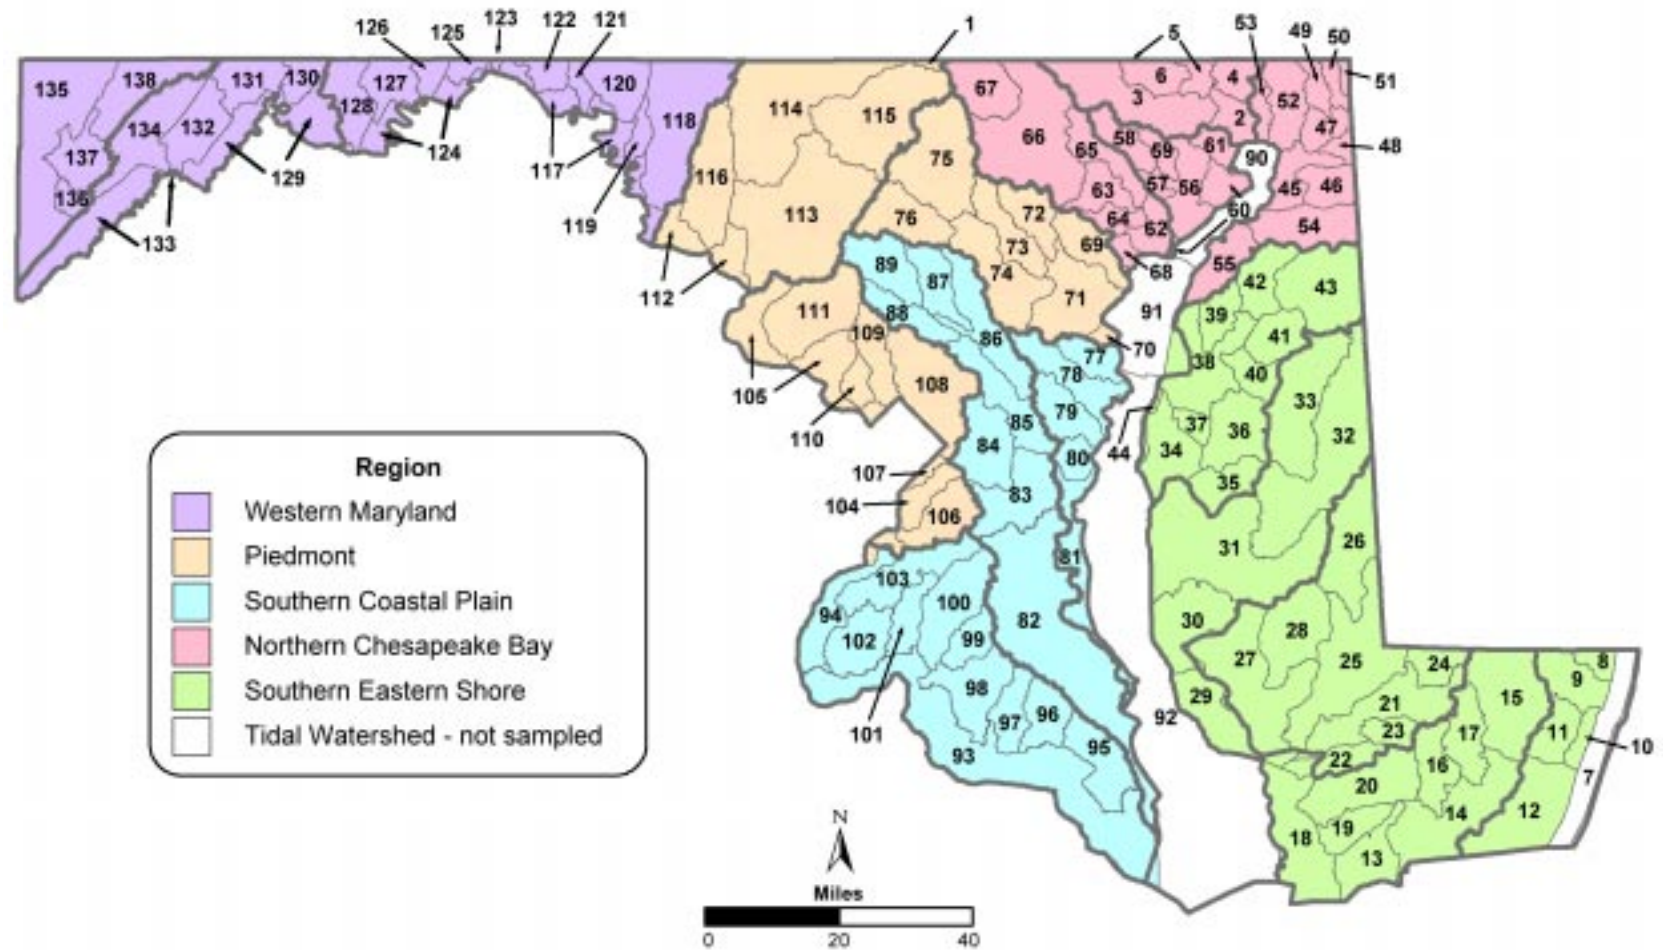 123 122 121 1
126 125 5 53 49 50
135 138 131 130 127 120 118 114 115 67 6 4 52 51
128 3 2 47
134 132 124 66 58 61 48
137 117 116 75 65 69 90
129 63 57 56 45 46
136 119 113 76 72 64 62 60 54
133 112 89 73 69 68 55
74 87 71 91 42 43
111 88 39
109 86 70 41
105 77 38
108 78 40 33
110 79 37 36 32
85 44 34
84 80
107 35
104 83
106 31 26
103 81
94 100 82 30 28
102 99 27 25 24 8
98 29 9
101 97 96 92 21 15
93 95 23 17 11 10
22 16 7
20 14 12
18 19
13
Region
Western Maryland
Piedmont
Southern Coastal Plain
Northern Chesapeake Bay
Southern Eastern Shore
Tidal Watershed - not sampled
N
Miles
0 20 40